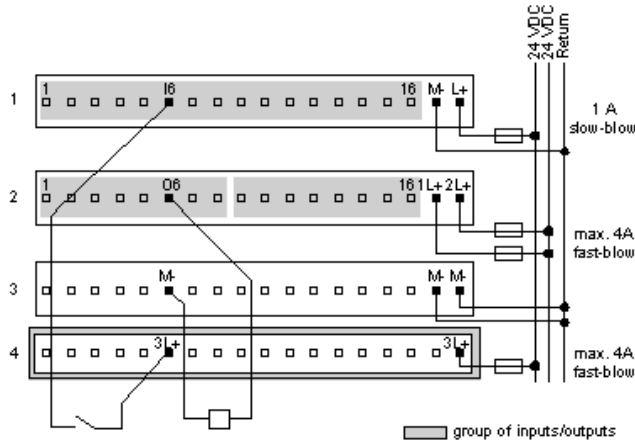 24 VDC
24 VDC
Return
1 I6 16 M- L+
1
1 A
slow-blow
1 O6 16 1L+ 2L+
2
max. 4A
fast-blow
M- M- M-
3
3L+ 3L+
4
max. 4A
fast-blow
group of inputs/outputs